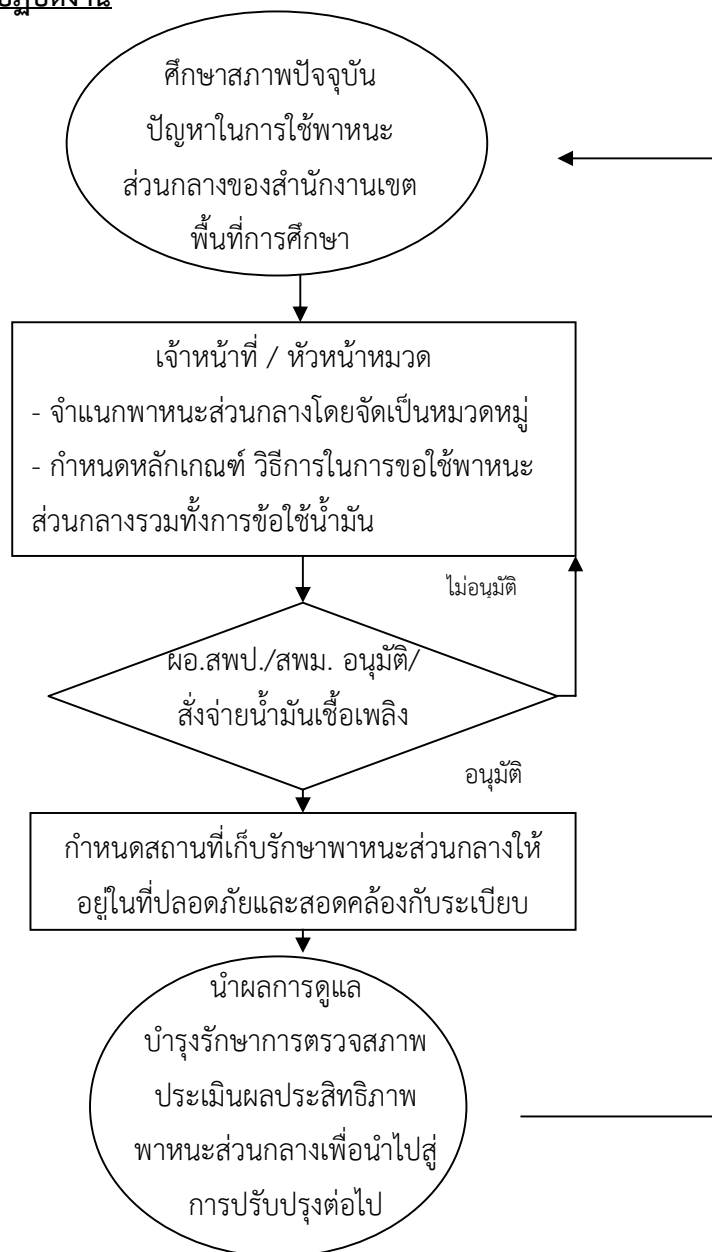 ศึกษาสภาพปัจจุบัน
ปัญหาในการใช้พาหนะ
ส่วนกลางของสำนักงานเขต
พื้นที่การศึกษา
เจ้าหน้าที่ / หัวหน้าหมวด
- จำแนกพาหนะส่วนกลางโดยจัดเป็นหมวดหมู่
- กำหนดหลักเกณฑ์ วิธีการในการขอใช้พาหนะ
ส่วนกลางรวมทั้งการข้อใช้น้ำมัน
ไม่อนุมัติ
ผอ.สพป./สพม. อนุมัติ/
สั่งจ่ายน้ำมันเชื้อเพลิง
อนุมัติ
กำหนดสถานที่เก็บรักษาพาหนะส่วนกลางให้
อยู่ในที่ปลอดภัยและสอดคล้องกับระเบียบ
นำผลการดูแล
บำรุงรักษาการตรวจสภาพ
ประเมินผลประสิทธิภาพ
พาหนะส่วนกลางเพื่อนำไปสู่
การปรับปรุงต่อไป